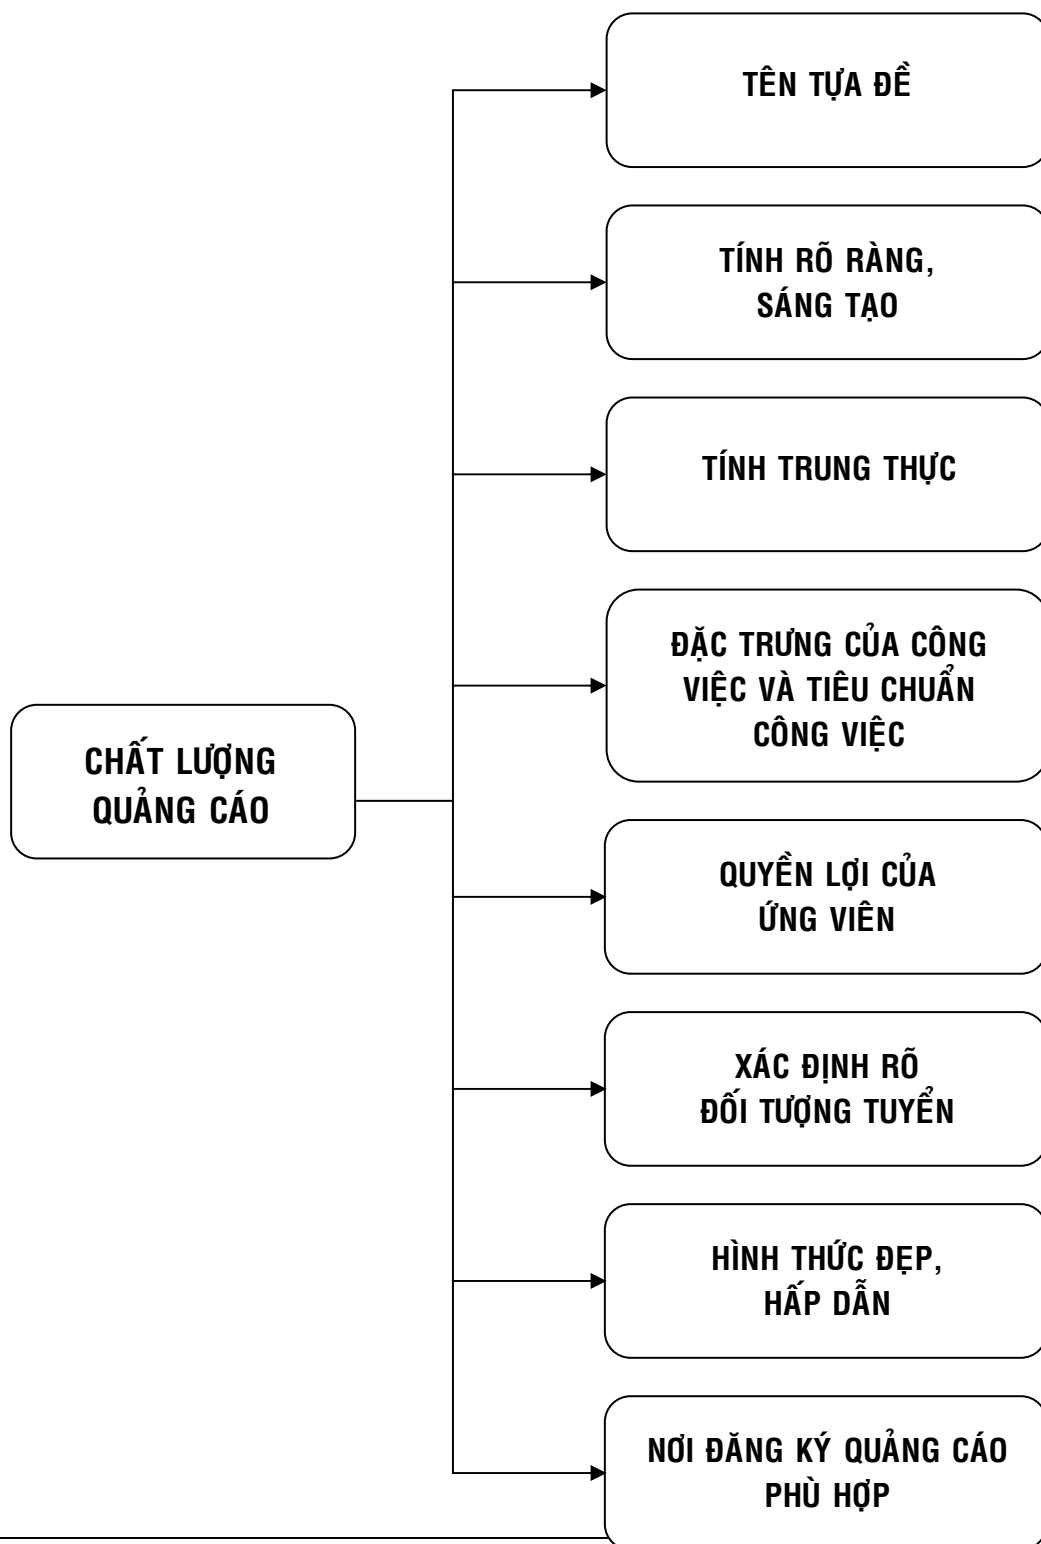 TÊN TỰA ĐỀ
TÍNH RÕ RÀNG,
SÁNG TẠO
TÍNH TRUNG THỰC
ĐẶC TRƯNG CỦA CÔNG
VIỆC VÀ TIÊU CHUẨN
CÔNG VIỆC
CHẤT LƯỢNG
QUẢNG CÁO
QUYỀN LỢI CỦA
ỨNG VIÊN
XÁC ĐỊNH RÕ
ĐỐI TƯỢNG TUYỂN
HÌNH THỨC ĐẸP,
HẤP DẪN
NƠI ĐĂNG KÝ QUẢNG CÁO
PHÙ HỢP